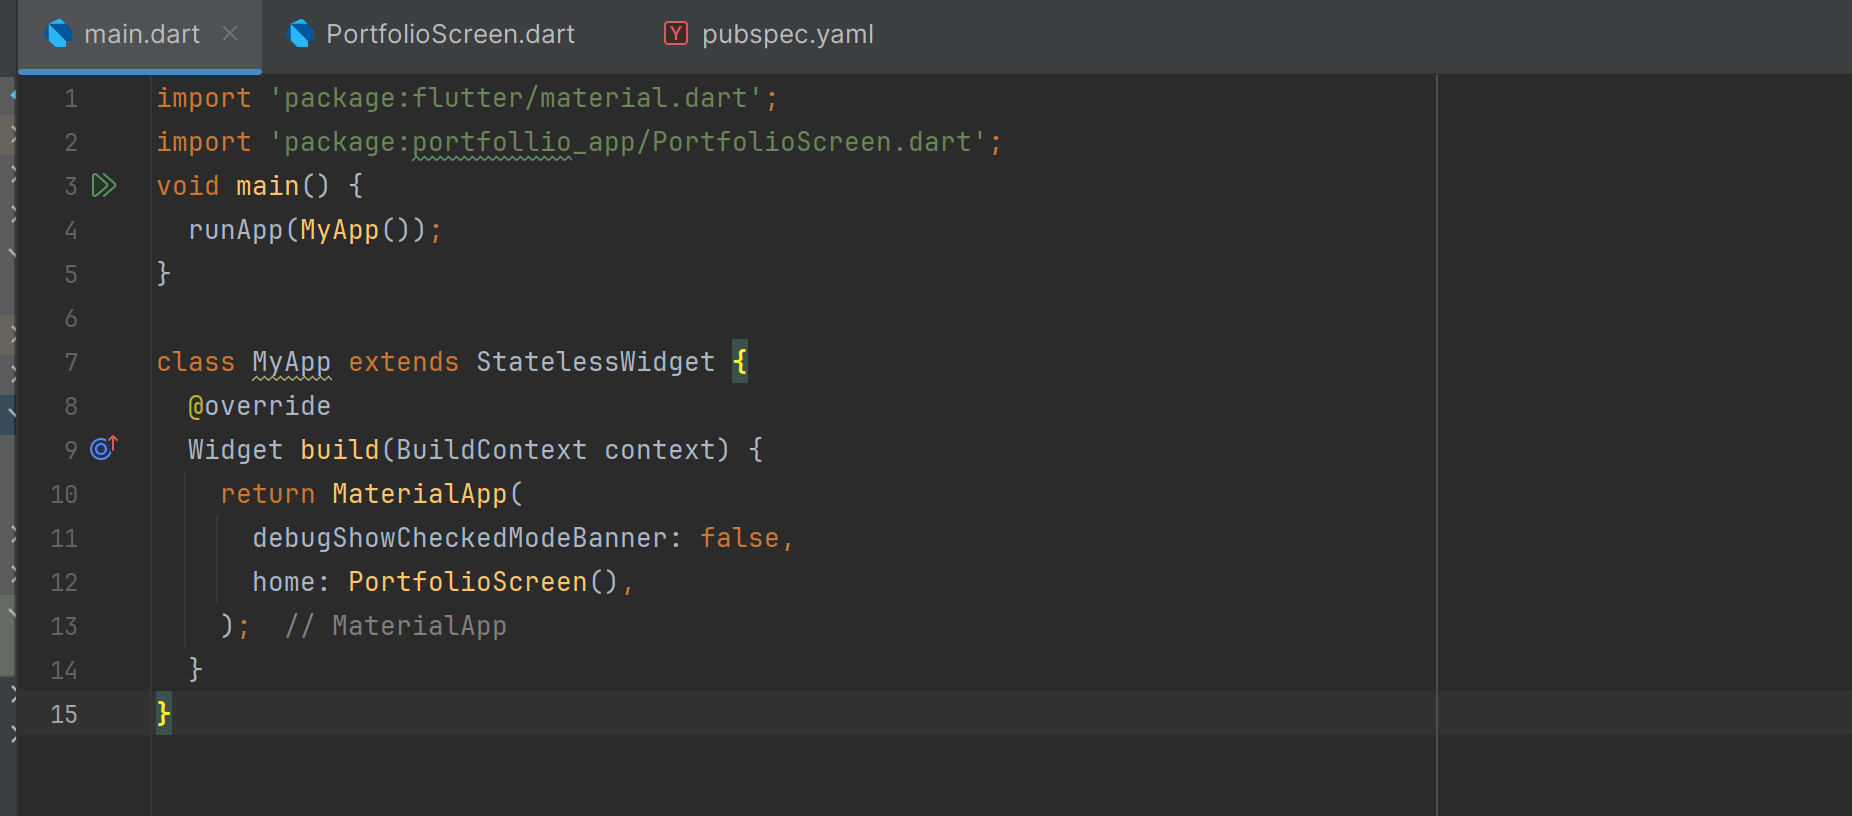 main.dart PortfolioScreen.dart Y pubspec.yaml
1 import 'package:flutter/material.dart';
2 import 'package:portfollio_app/PortfolioScreen.dart';
3 void main() {
4 runApp(MyApp());
5 }
6
7 class MyApp extends StatelessWidget {
8 @override
9 Widget build(BuildContext context) {
10 return MaterialApp(
11 debugShowCheckedModeBanner: false,
12 home: PortfolioScreen(),
13 ); // MaterialApp
14 }
15 }